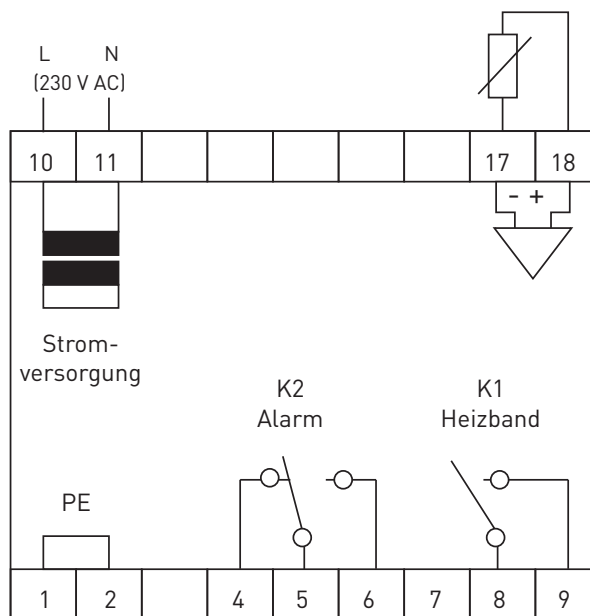 L N
(230 V AC)
10 11 17 18
- +
Strom-
versorgung
K2
Alarm
K1
Heizband
PE
1 2 4 5 6 7 8 9